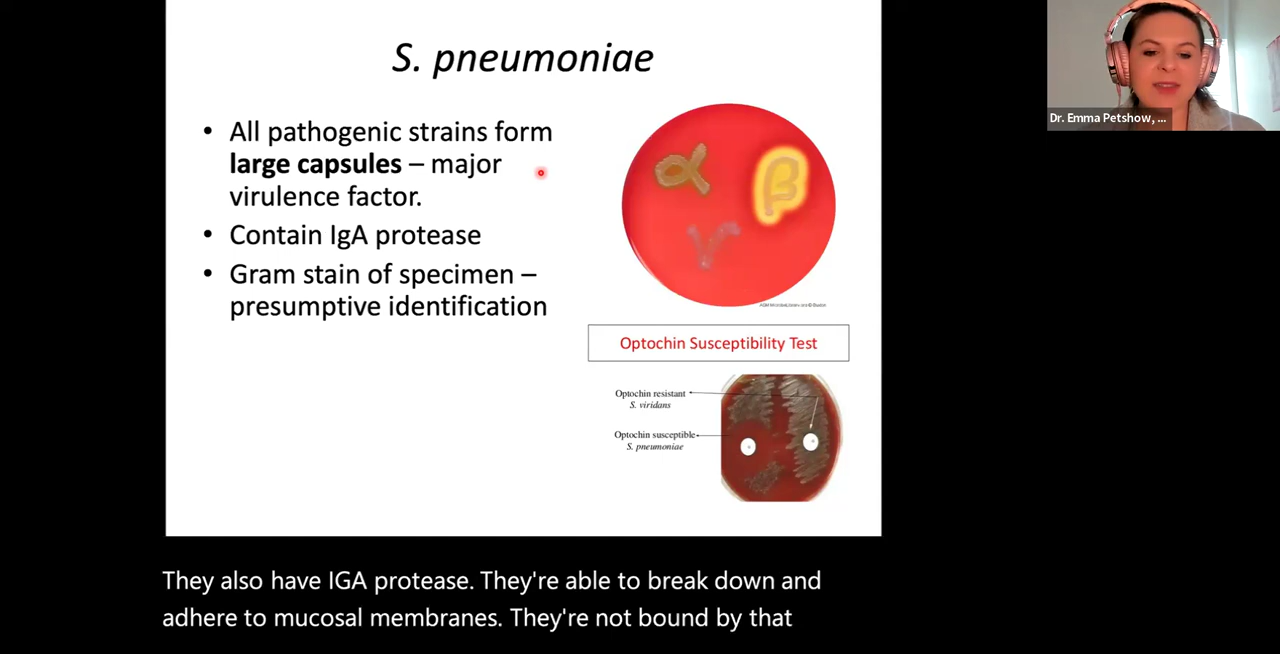 S. pneumoniae
• All pathogenic strains form
large capsules – major
virulence factor.
• Contain IgA protease
• Gram stain of specimen –
presumptive identification
α
β
γ
Optochin Susceptibility Test
Optochin resistant
S. viridans
Optochin susceptible
S. pneumoniae
Dr. Emma Petshow, ...
They also have IGA protease. They're able to break down and
adhere to mucosal membranes. They're not bound by that